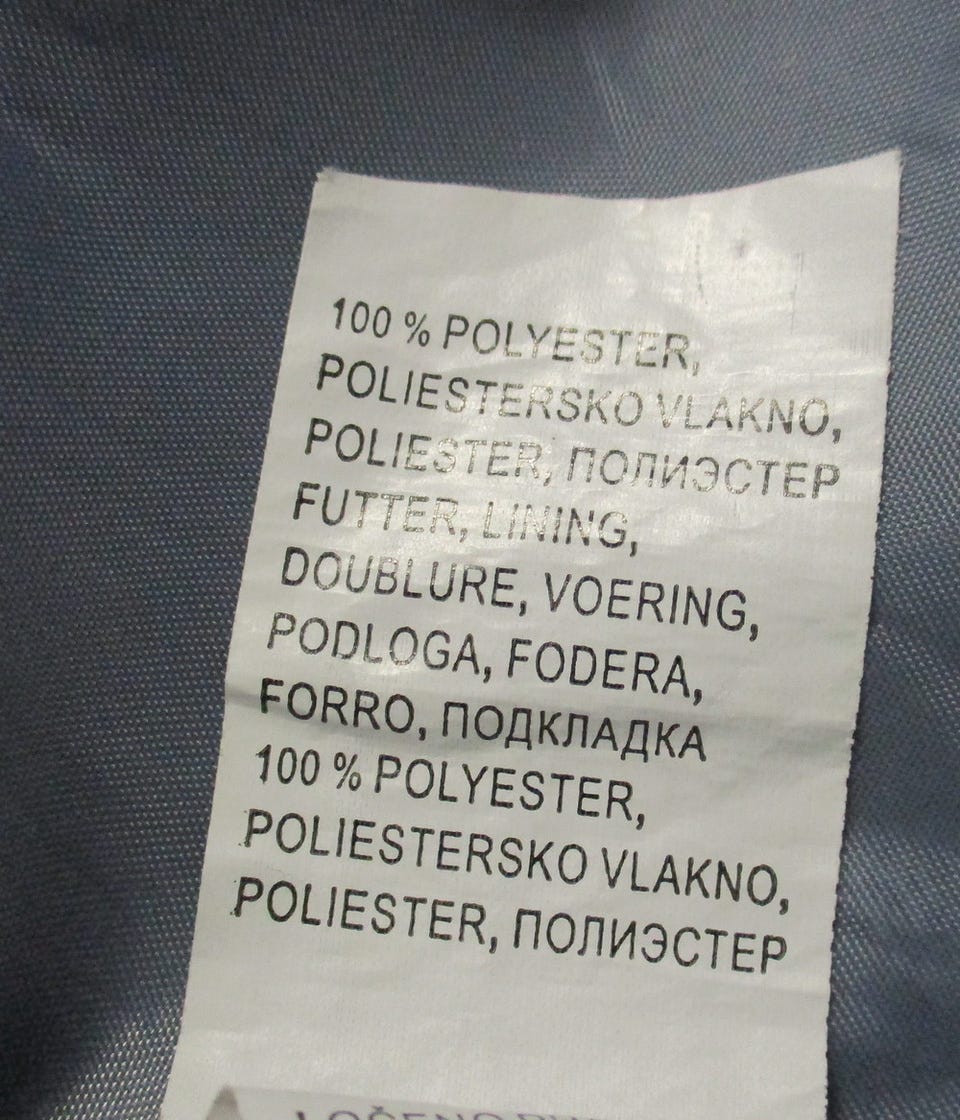 100 % POLYESTER,
POLIESTERSKO VLAKNO,
POLIESTER, ПОЛИЭСТЕР
FUTTER, LINING,
DOUBLURE, VOERING,
PODLOGA, FODERA,
FORRO, ПОДКЛАДКА
100 % POLYESTER,
POLIESTERSKO VLAKNO,
POLIESTER, ПОЛИЭСТЕР